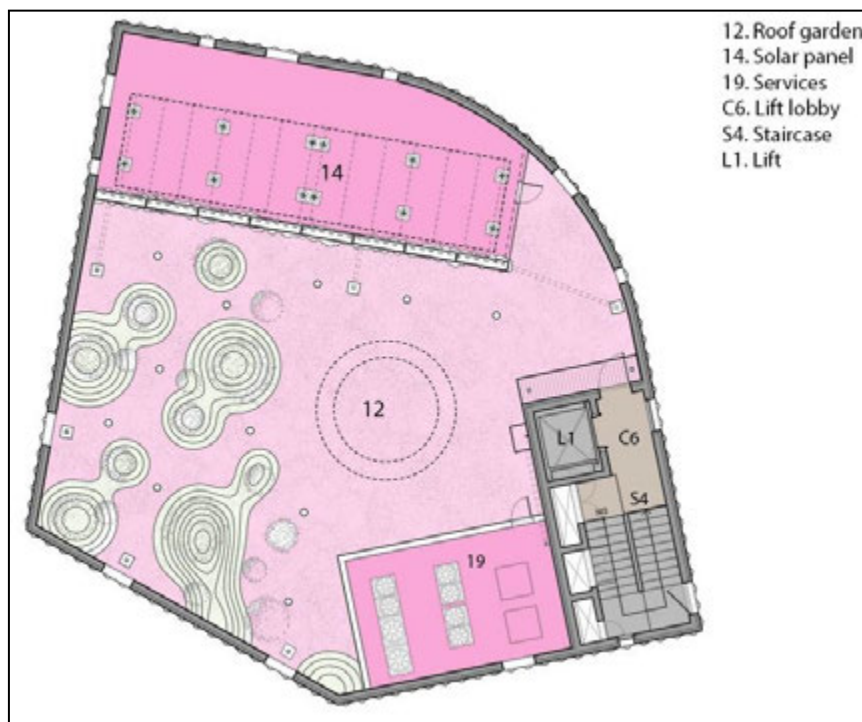 12. Roof garden
14. Solar panel
19. Services
C6. Lift lobby
S4. Staircase
L1. Lift
14
12
L1
C6
S4
19